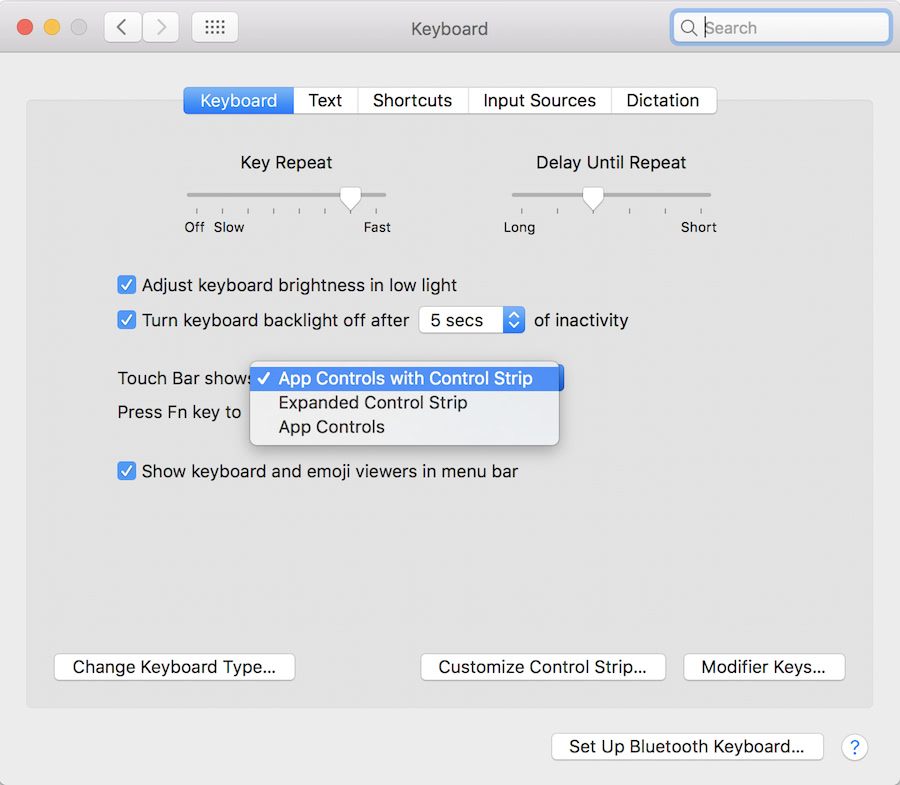 Keyboard
Search
Keyboard Text Shortcuts Input Sources Dictation
Key Repeat Delay Until Repeat
Off Slow Fast Long Short
Adjust keyboard brightness in low light
Turn keyboard backlight off after 5 secs of inactivity
Touch Bar shows ✓ App Controls with Control Strip
Expanded Control Strip
Press Fn key to
App Controls
Show keyboard and emoji viewers in menu bar
Change Keyboard Type... Customize Control Strip... Modifier Keys...
Set Up Bluetooth Keyboard... ?